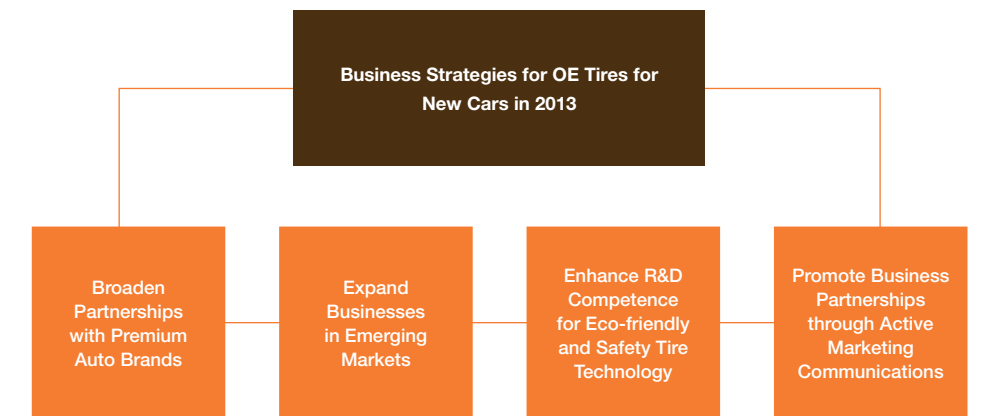 Business Strategies for OE Tires for
New Cars in 2013
Broaden
Partnerships
with Premium
Auto Brands
Expand
Businesses
in Emerging
Markets
Enhance R&D
Competence
for Eco-friendly
and Safety Tire
Technology
Promote Business
Partnerships
through Active
Marketing
Communications